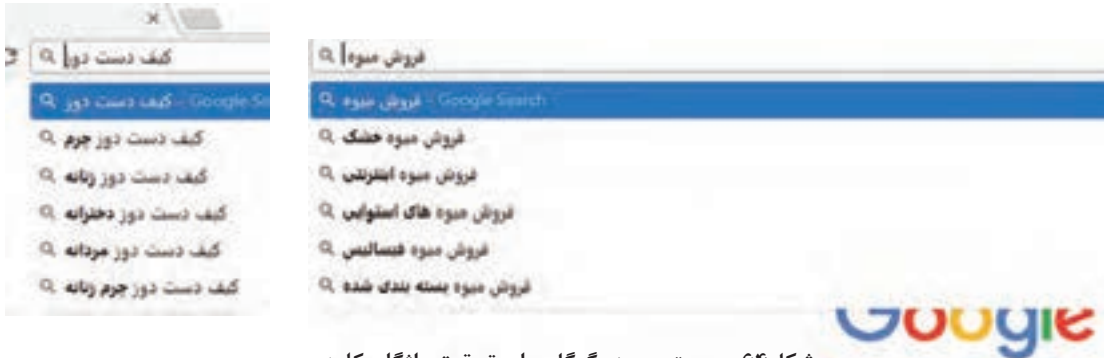 کیف دست دوز
کیف دست دوز - Google Se
کیف دست دوز چرم
کیف دست دوز زنانه
کیف دست دوز دخترانه
کیف دست دوز مردانه
کیف دست دوز چرم زنانه
فروش میوه
فروش میوه - Google Search
فروش میوه خشک
فروش میوه اینترنتی
فروش میوه های استوایی
فروش میوه فیسالیس
فروش میوه بسته بندی شده
Google